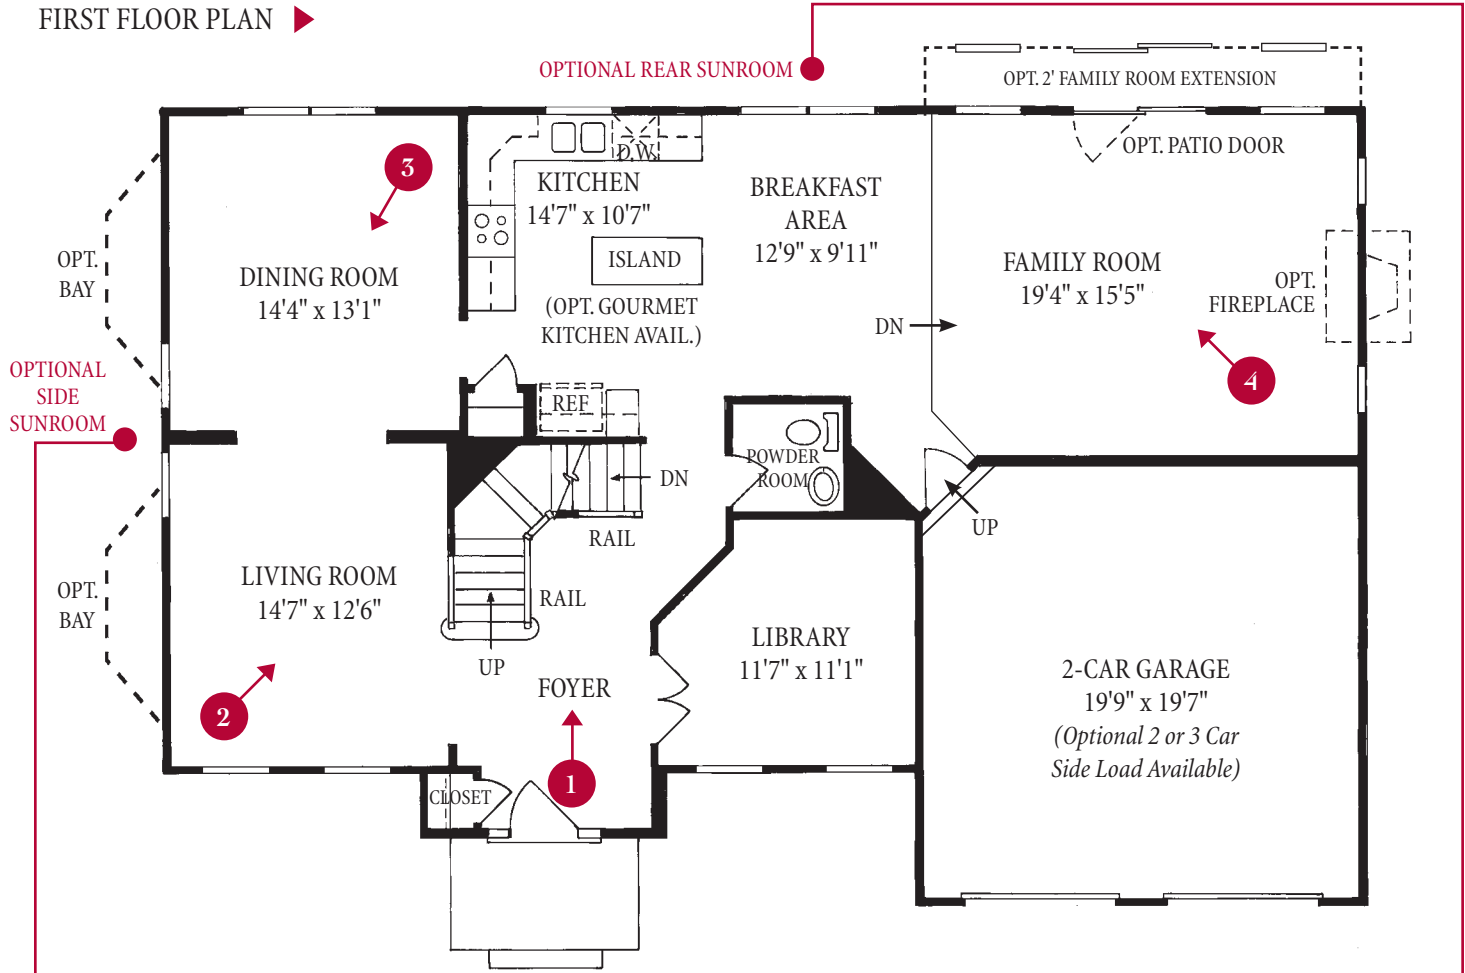 FIRST FLOOR PLAN
OPTIONAL REAR SUNROOM
OPT. 2' FAMILY ROOM EXTENSION
OPT. PATIO DOOR
3
D.W.
KITCHEN
14'7" x 10'7"
BREAKFAST
AREA
12'9" x 9'11"
ISLAND
(OPT. GOURMET
KITCHEN AVAIL.)
OPT.
BAY
DINING ROOM
14'4" x 13'1"
FAMILY ROOM
19'4" x 15'5"
OPT.
FIREPLACE
DN
4
OPTIONAL
SIDE
SUNROOM
REF
POWDER
ROOM
DN
RAIL
UP
OPT.
BAY
LIVING ROOM
14'7" x 12'6"
RAIL
UP
LIBRARY
11'7" x 11'1"
FOYER
2-CAR GARAGE
19'9" x 19'7"
(Optional 2 or 3 Car
Side Load Available)
2
1
CLOSET